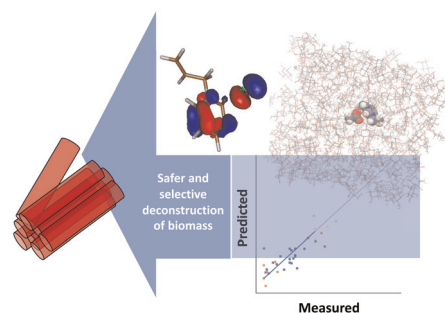 Safer and
selective
deconstruction
of biomass
Predicted
Measured